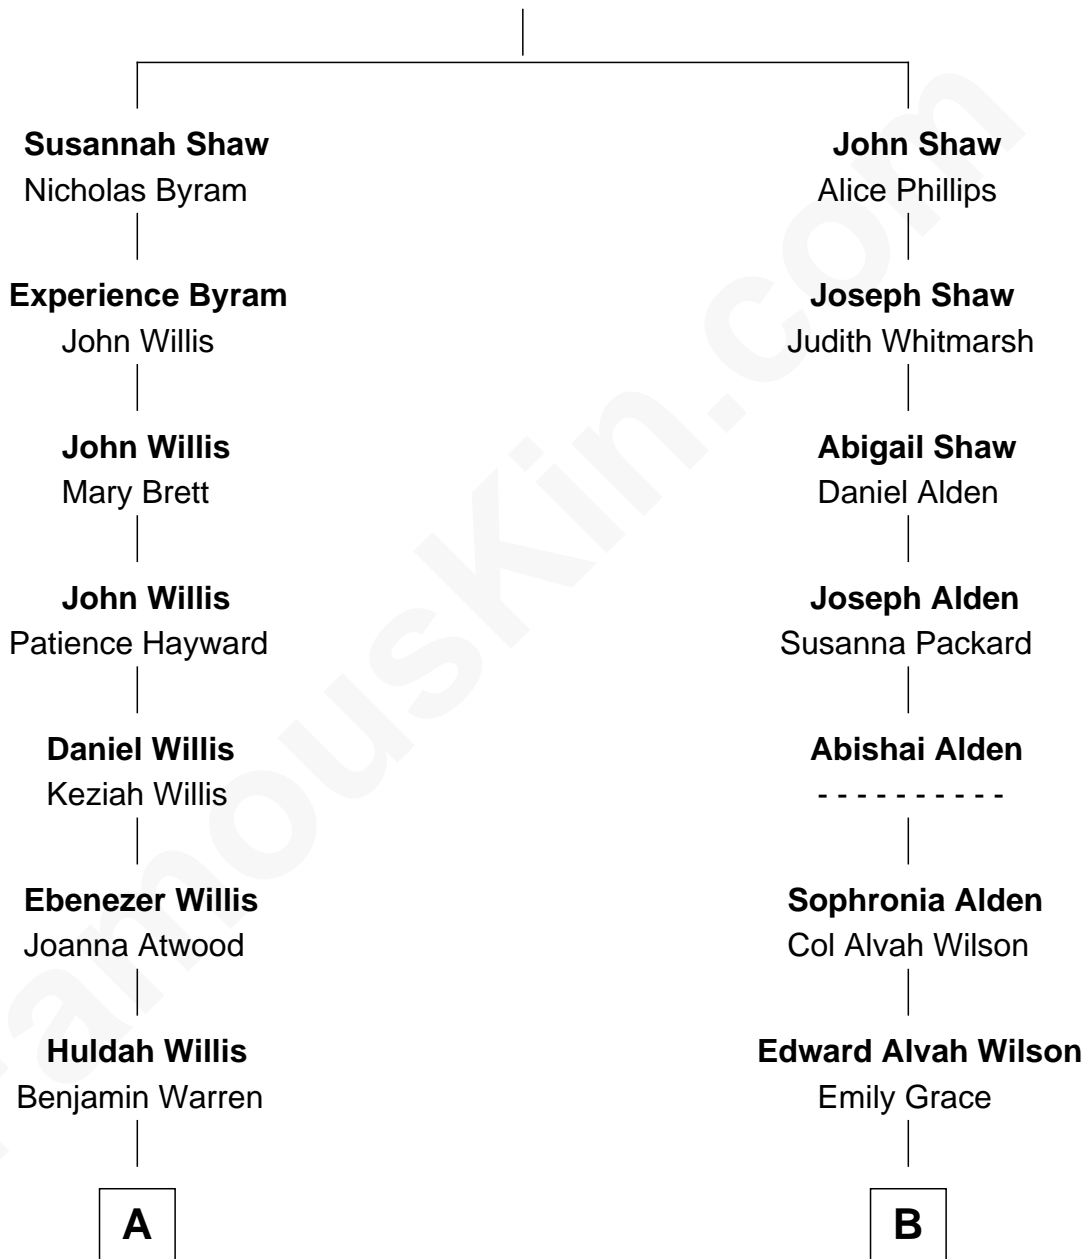 Susannah Shaw
Nicholas Byram
John Shaw
Alice Phillips
Experience Byram
John Willis
Joseph Shaw
Judith Whitmarsh
John Willis
Mary Brett
Abigail Shaw
Daniel Alden
John Willis
Patience Hayward
Joseph Alden
Susanna Packard
Daniel Willis
Keziah Willis
Abishai Alden
- - - - - - - - - -
Ebenezer Willis
Joanna Atwood
Sophronia Alden
Col Alvah Wilson
Huldah Willis
Benjamin Warren
Edward Alvah Wilson
Emily Grace
A
B
FamousKin.com